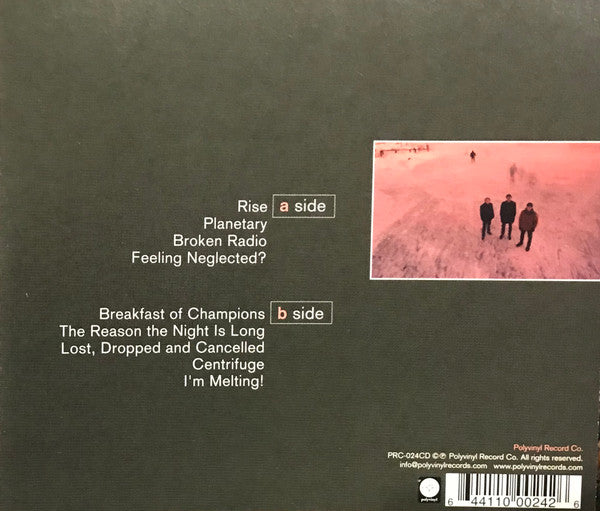 Rise a side
Planetary
Broken Radio
Feeling Neglected?
Breakfast of Champions b side
The Reason the Night Is Long
Lost, Dropped and Cancelled
Centrifuge
I'm Melting!
Polyvinyl Record Co.
PRC-024CD ©℗ Polyvinyl Record Co. All rights reserved.
info@polyvinylrecords.com www.polyvinylrecords.com
polyvinyl
6 44110 00242 6